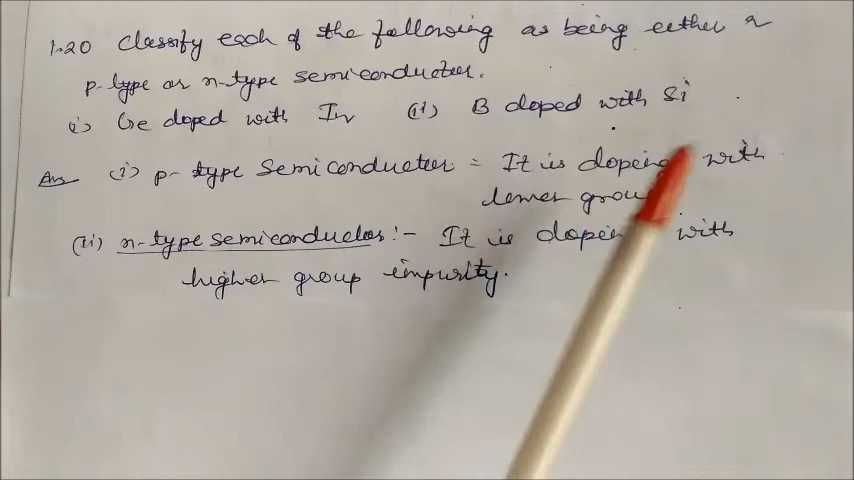 1.20 Classify each of the following as being either a
p-type or n-type semiconductor.
(i) Ge doped with In (ii) B doped with Si
Ans (i) p-type Semiconductor = It is doping with
lower group
(ii) n-type semiconductor:- It is doping with
higher group impurity.